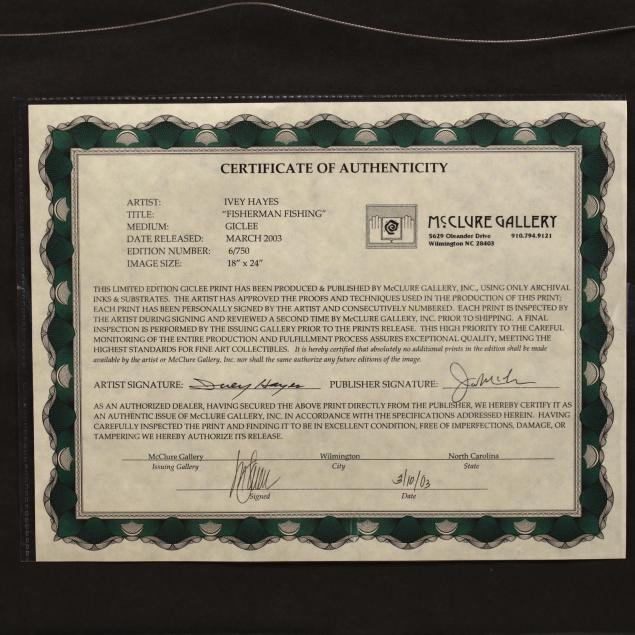 CERTIFICATE OF AUTHENTICITY
ARTIST: IVEY HAYES
TITLE: "FISHERMAN FISHING"
MEDIUM: GICLEE
DATE RELEASED: MARCH 2003
EDITION NUMBER: 6/750
IMAGE SIZE: 18" x 24"
McCLURE GALLERY
5629 Oleander Drive 910.794.9121
Wilmington NC 28403
THIS LIMITED EDITION GICLEE PRINT HAS BEEN PRODUCED & PUBLISHED BY McCLURE GALLERY, INC., USING ONLY ARCHIVAL
INKS & SUBSTRATES. THE ARTIST HAS APPROVED THE PROOFS AND TECHNIQUES USED IN THE PRODUCTION OF THIS PRINT;
EACH PRINT HAS BEEN PERSONALLY SIGNED BY THE ARTIST AND CONSECUTIVELY NUMBERED. EACH PRINT IS INSPECTED BY
THE ARTIST DURING SIGNING AND REVIEWED A SECOND TIME BY McCLURE GALLERY, INC. PRIOR TO SHIPPING. A FINAL
INSPECTION IS PERFORMED BY THE ISSUING GALLERY PRIOR TO THE PRINTS RELEASE. THIS HIGH PRIORITY TO THE CAREFUL
MONITORING OF THE ENTIRE PRODUCTION AND FULFILLMENT PROCESS ASSURES EXCEPTIONAL QUALITY, MEETING THE
HIGHEST STANDARDS FOR FINE ART COLLECTIBLES. It is hereby certified that absolutely no additional prints in the edition shall be made
available by the artist or McClure Gallery, Inc. nor shall the same authorize any future editions of the image.
ARTIST SIGNATURE: Ivey Hayes PUBLISHER SIGNATURE:
AS AN AUTHORIZED DEALER, HAVING SECURED THE ABOVE PRINT DIRECTLY FROM THE PUBLISHER, WE HEREBY CERTIFY IT AS
AN AUTHENTIC ISSUE OF McCLURE GALLERY, INC. IN ACCORDANCE WITH THE SPECIFICATIONS ADDRESSED HEREIN. HAVING
CAREFULLY INSPECTED THE PRINT AND FINDING IT TO BE IN EXCELLENT CONDITION, FREE OF IMPERFECTIONS, DAMAGE, OR
TAMPERING WE HEREBY AUTHORIZE ITS RELEASE.
McClure Gallery Wilmington North Carolina
Issuing Gallery City State
3/10/03
Signed Date